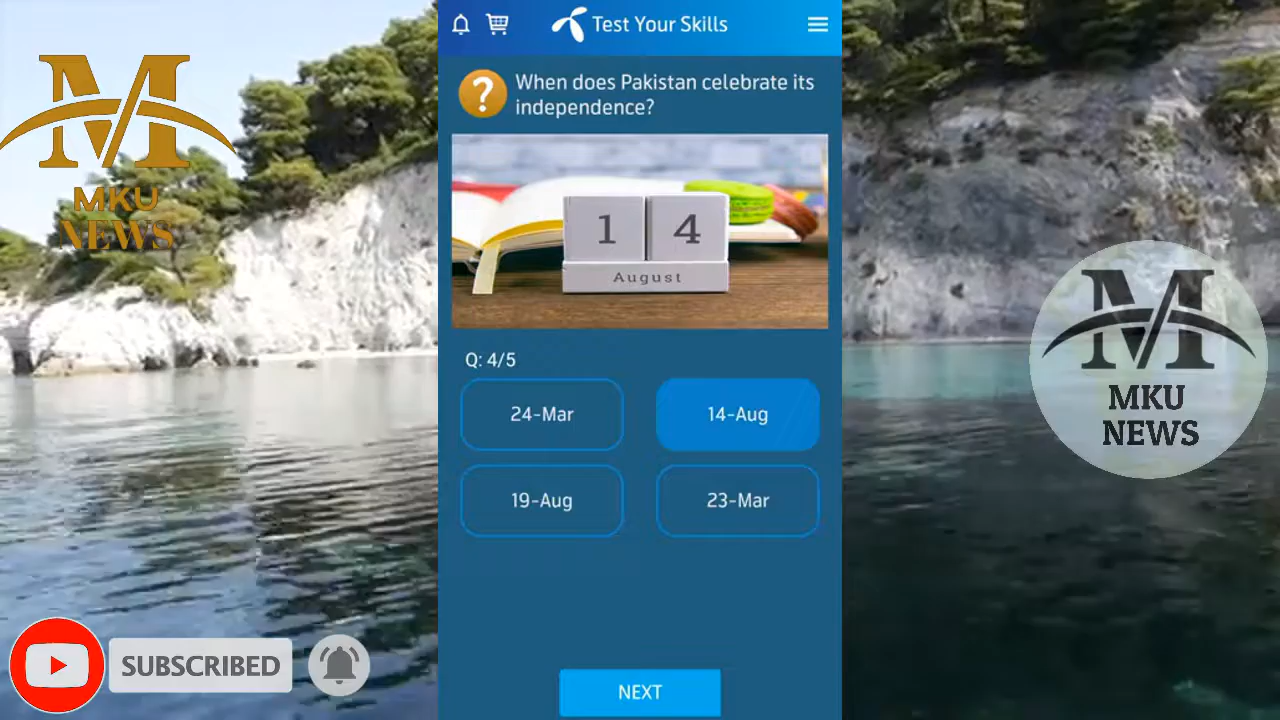 M
MKU
NEWS
Test Your Skills
?
When does Pakistan celebrate its
independence?
1 4
August
Q: 4/5
24-Mar
14-Aug
19-Aug
23-Mar
NEXT
M
MKU
NEWS
SUBSCRIBED